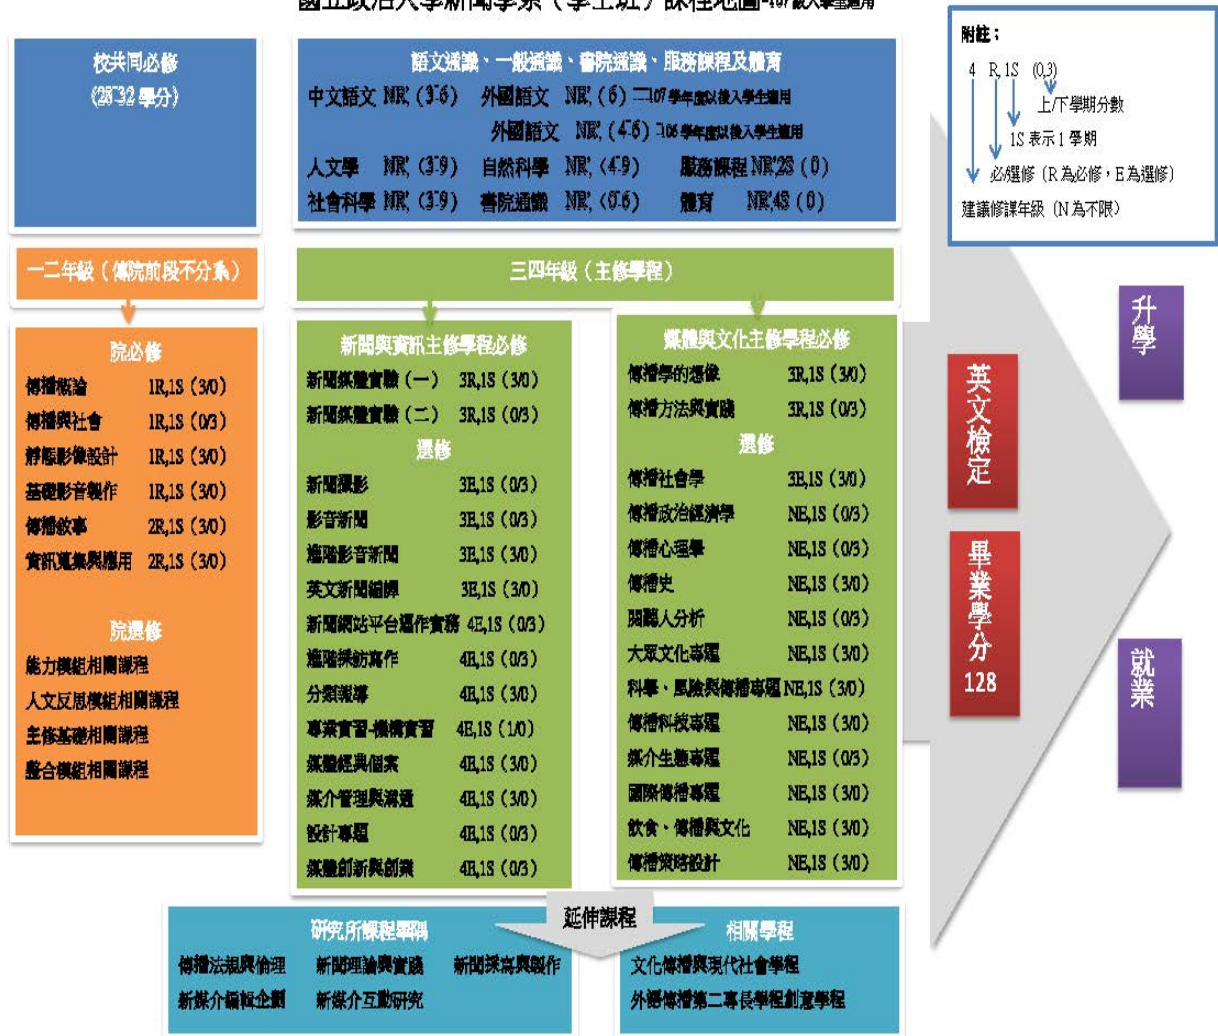 國立政治大學新聞學系（學士班）課程地圖-107級入學生適用
校共同必修
（28-32 學分）
語文通識、一般通識、書院通識、服務課程及體育
中文語文 NR,（3-6） 外國語文 NR,（6）—107 學年度以後入學生適用
外國語文 NR,（4-6）-106 學年度以後入學生適用
人文學 NR,（3-9） 自然科學 NR,（4-9） 服務課程 NR,2S（0）
社會科學 NR,（3-9） 書院通識 NR,（0-6） 體育 NR,4S（0）
附註：
4 R, 1S (0,3)
上/下學期分數
1S 表示 1 學期
必/選修（R 為必修，E 為選修）
建議修課年級（N 為不限）
一二年級（傳院前段不分系）
院必修
傳播概論 1R,1S（3/0）
傳播與社會 1R,1S（0/3）
靜態影像設計 1R,1S（3/0）
基礎影音製作 1R,1S（3/0）
傳播敘事 2R,1S（3/0）
資訊蒐集與應用 2R,1S（3/0）
院選修
能力模組相關課程
人文反思模組相關課程
主修基礎相關課程
整合模組相關課程
三四年級（主修學程）
新聞與資訊主修學程必修
新聞媒體實驗（一） 3R,1S（3/0）
新聞媒體實驗（二） 3R,1S（0/3）
選修
新聞攝影 3E,1S（0/3）
影音新聞 3E,1S（0/3）
進階影音新聞 3E,1S（3/0）
英文新聞編譯 3E,1S（3/0）
新聞網站平台運作實務 4E,1S（0/3）
進階採訪寫作 4E,1S（0/3）
分類報導 4E,1S（3/0）
專業實習-機構實習 4E,1S（1/0）
媒體經典個案 4E,1S（3/0）
媒介管理與溝通 4E,1S（3/0）
設計專題 4E,1S（0/3）
媒體創新與創業 4E,1S（0/3）
媒體與文化主修學程必修
傳播學的想像 3R,1S（3/0）
傳播方法與實踐 3R,1S（0/3）
選修
傳播社會學 3E,1S（3/0）
傳播政治經濟學 NE,1S（0/3）
傳播心理學 NE,1S（0/3）
傳播史 NE,1S（3/0）
閱聽人分析 NE,1S（0/3）
大眾文化專題 NE,1S（3/0）
科學、風險與傳播專題 NE,1S（3/0）
傳播科技專題 NE,1S（3/0）
媒介生態專題 NE,1S（0/3）
國際傳播專題 NE,1S（3/0）
飲食、傳播與文化 NE,1S（3/0）
傳播策略設計 NE,1S（3/0）
英文檢定
畢業學分
128
升學
就業
延伸課程
研究所課程舉隅
傳播法規與倫理 新聞理論與實踐 新聞採寫與製作
新媒介編輯企劃 新媒介互動研究
相關學程
文化傳播與現代社會學程
外語傳播第二專長學程創意學程